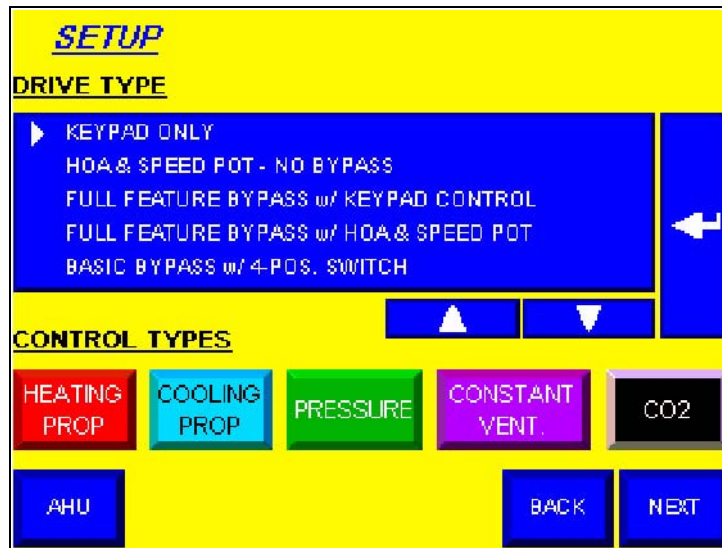 SETUP
DRIVE TYPE
KEYPAD ONLY
HOA & SPEED POT - NO BYPASS
FULL FEATURE BYPASS w/ KEYPAD CONTROL
FULL FEATURE BYPASS w/ HOA & SPEED POT
BASIC BYPASS w/ 4-POS. SWITCH
CONTROL TYPES
HEATING
PROP
COOLING
PROP
PRESSURE
CONSTANT
VENT.
CO2
AHU
BACK
NEXT